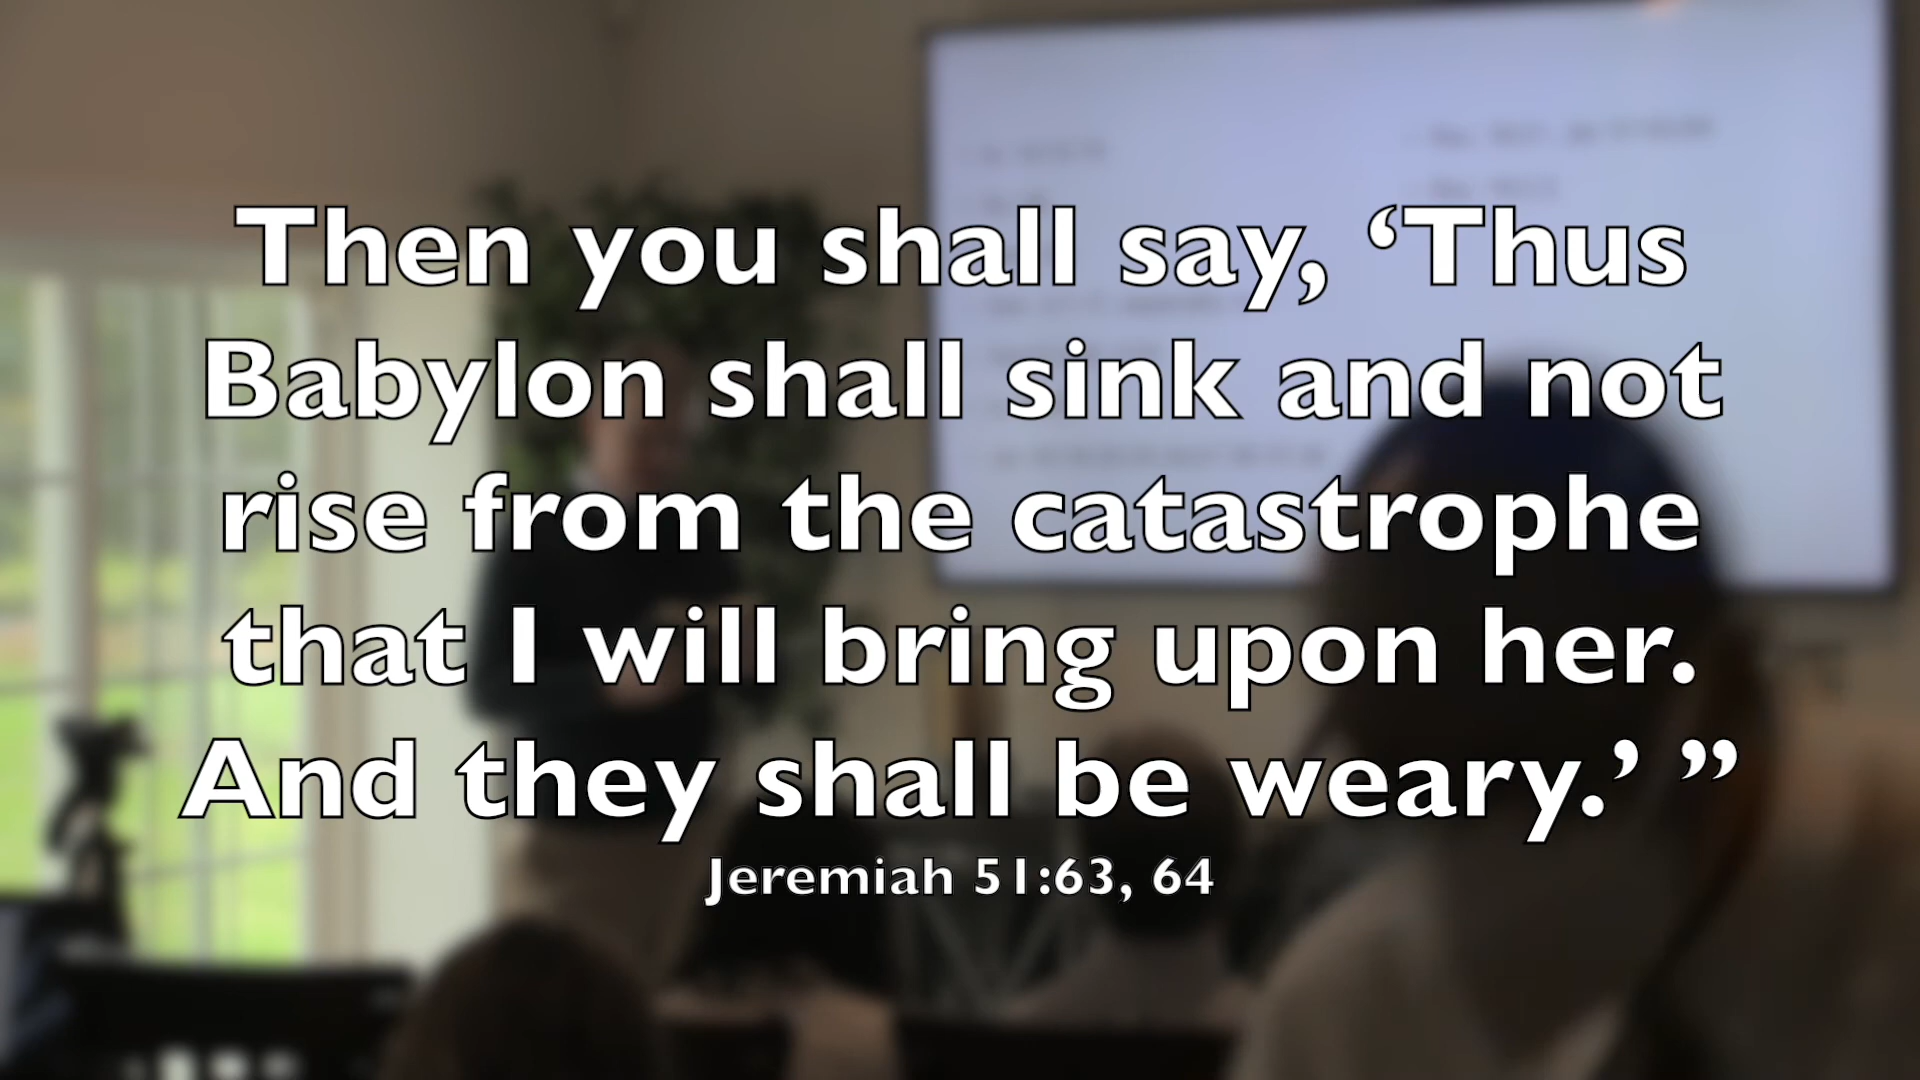 Then you shall say, ‘Thus
Babylon shall sink and not
rise from the catastrophe
that I will bring upon her.
And they shall be weary.’ ”
Jeremiah 51:63, 64